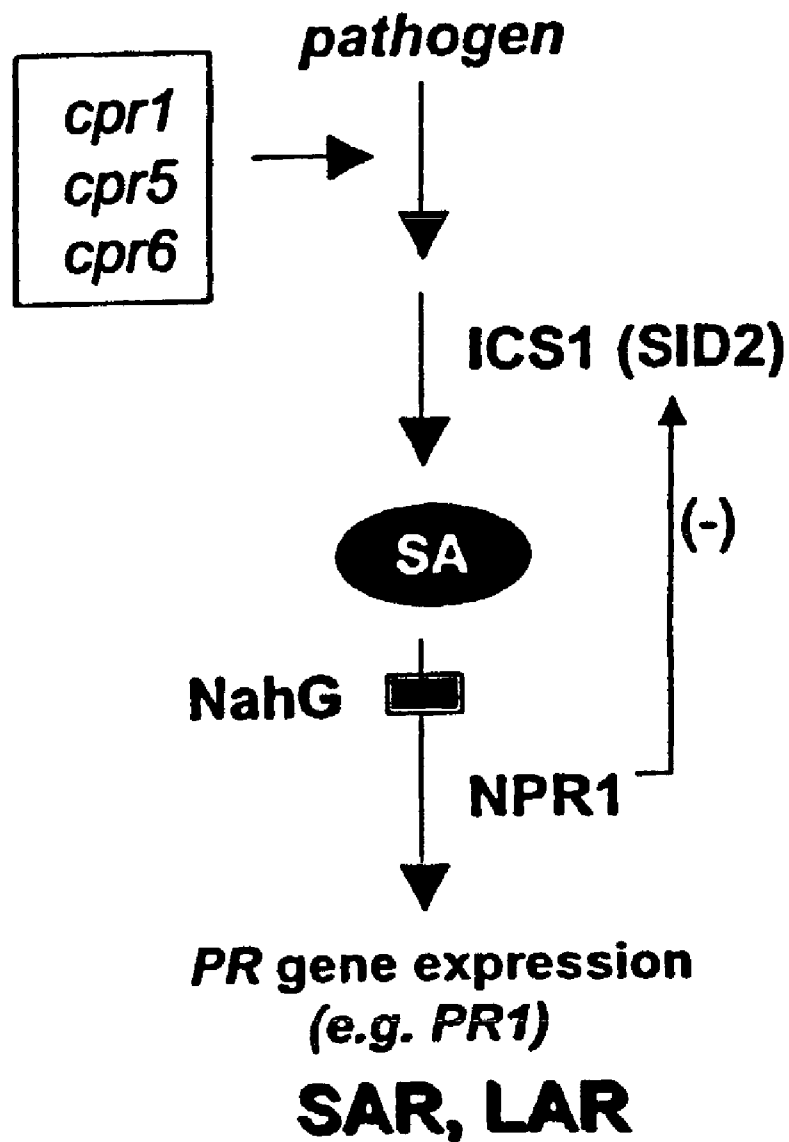 pathogen
cpr1
cpr5
cpr6
ICS1 (SID2)
(-)
SA
NahG
NPR1
PR gene expression
(e.g. PR1)
SAR, LAR